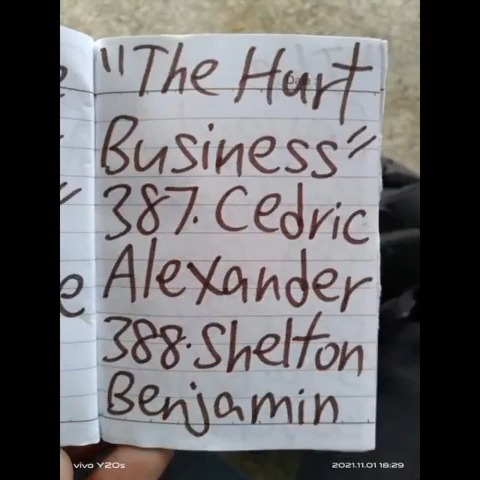 "The Hurt
Business"
387. Cedric
Alexander
388. Shelton
Benjamin
vivo Y20s
2021.11.01 18:29